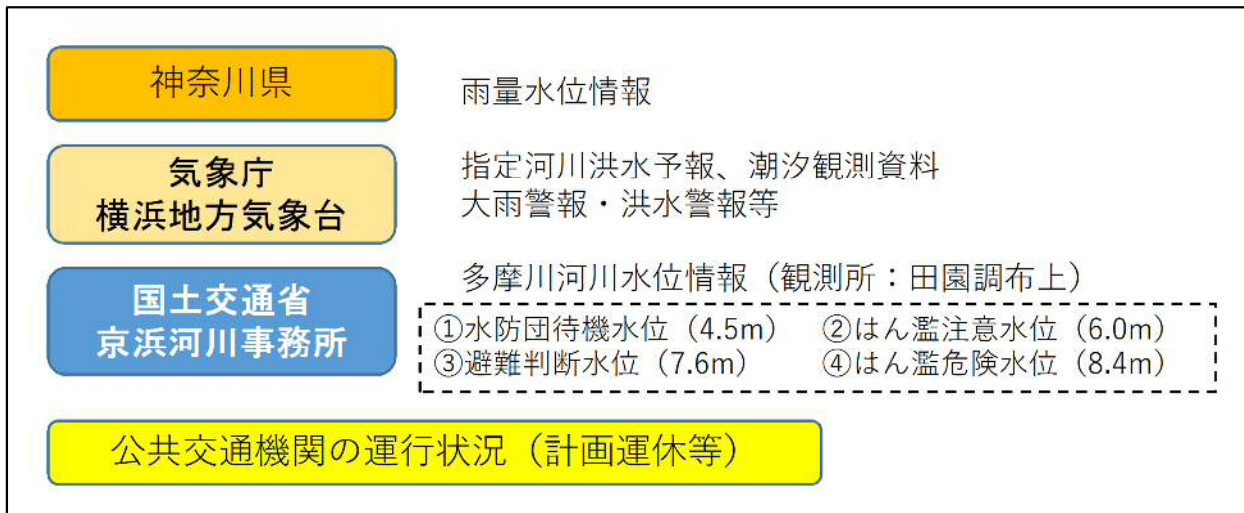 神奈川県
雨量水位情報
気象庁
横浜地方気象台
指定河川洪水予報、潮汐観測資料
大雨警報・洪水警報等
国土交通省
京浜河川事務所
多摩川河川水位情報（観測所：田園調布上）
①水防団待機水位（4.5m） ②はん濫注意水位（6.0m）
③避難判断水位（7.6m） ④はん濫危険水位（8.4m）
公共交通機関の運行状況（計画運休等）